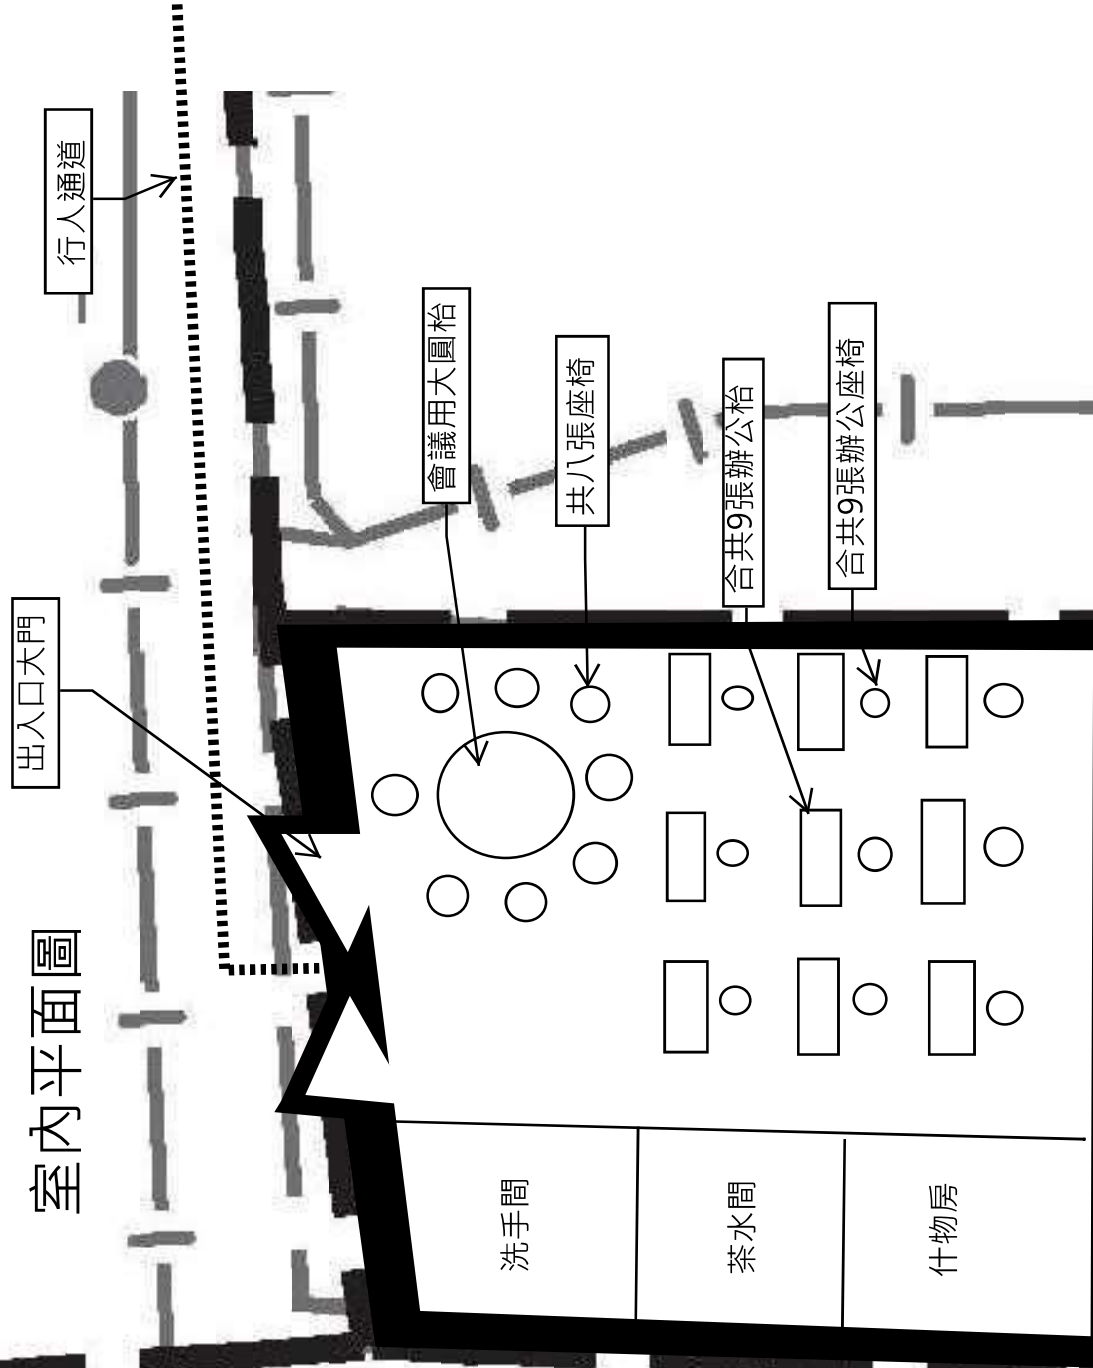 室內平面圖
出入口大門
行人通道
會議用大圓枱
共八張座椅
合共9張辦公枱
合共9張辦公座椅
洗手間
茶水間
什物房